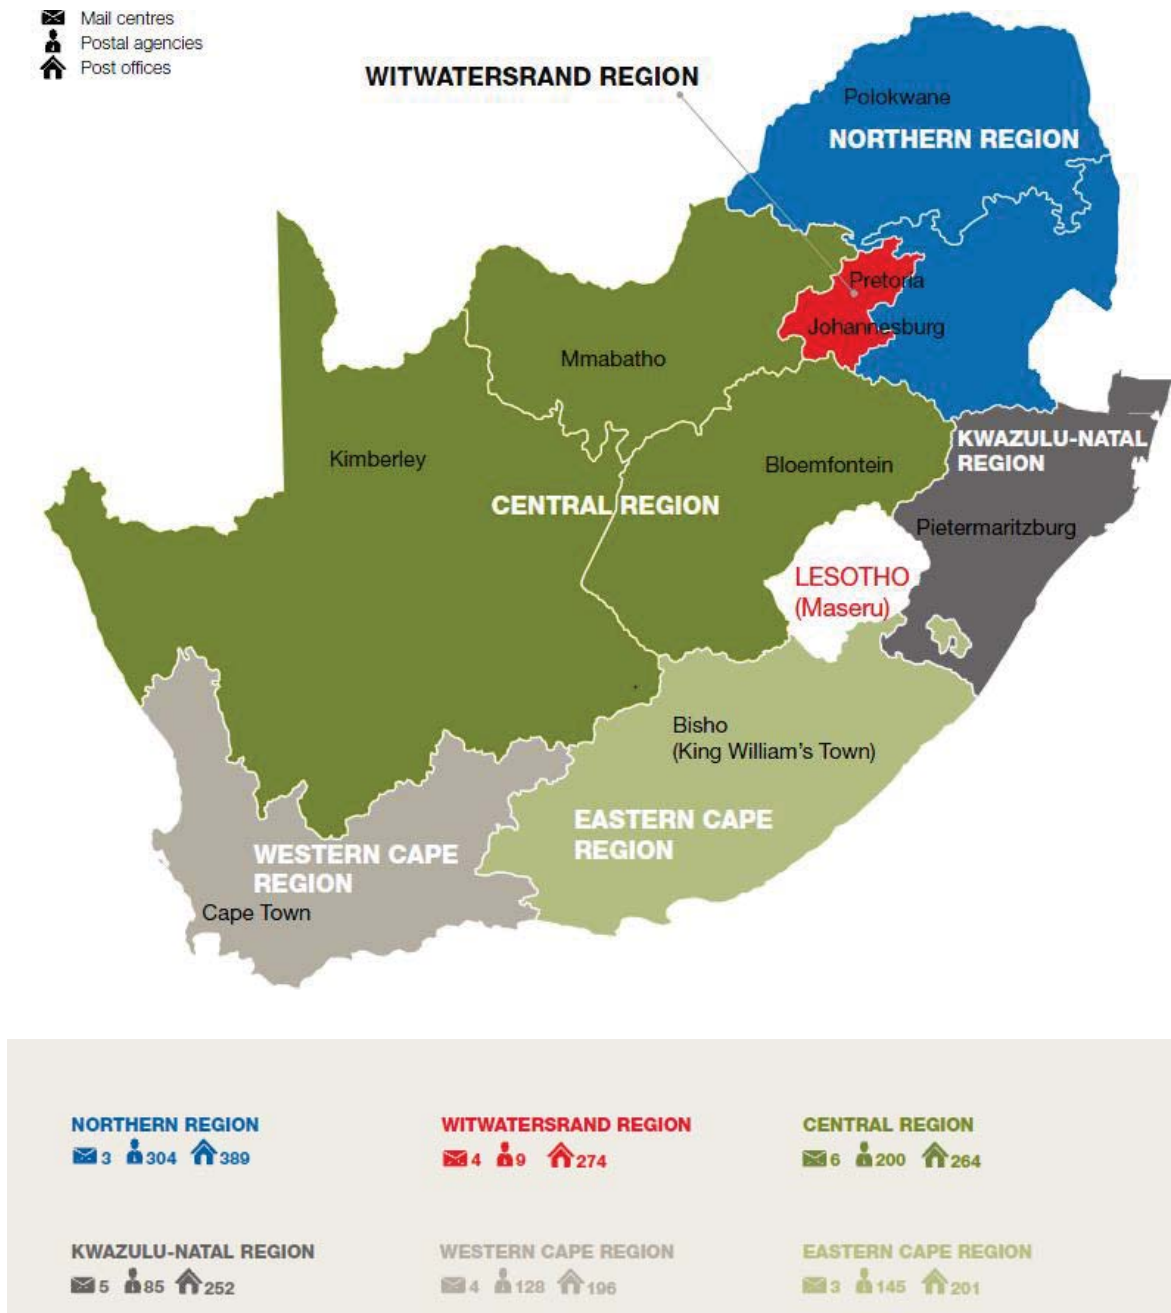 Mail centres
Postal agencies
Post offices
WITWATERSRAND REGION
Polokwane
NORTHERN REGION
Pretoria
Johannesburg
Mmabatho
KWAZULU-NATAL
REGION
Kimberley
Bloemfontein
CENTRAL REGION
Pietermaritzburg
LESOTHO
(Maseru)
Bisho
(King William's Town)
EASTERN CAPE
REGION
WESTERN CAPE
REGION
Cape Town
NORTHERN REGION
3 304 389
WITWATERSRAND REGION
4 9 274
CENTRAL REGION
6 200 264
KWAZULU-NATAL REGION
5 85 252
WESTERN CAPE REGION
4 128 196
EASTERN CAPE REGION
3 145 201